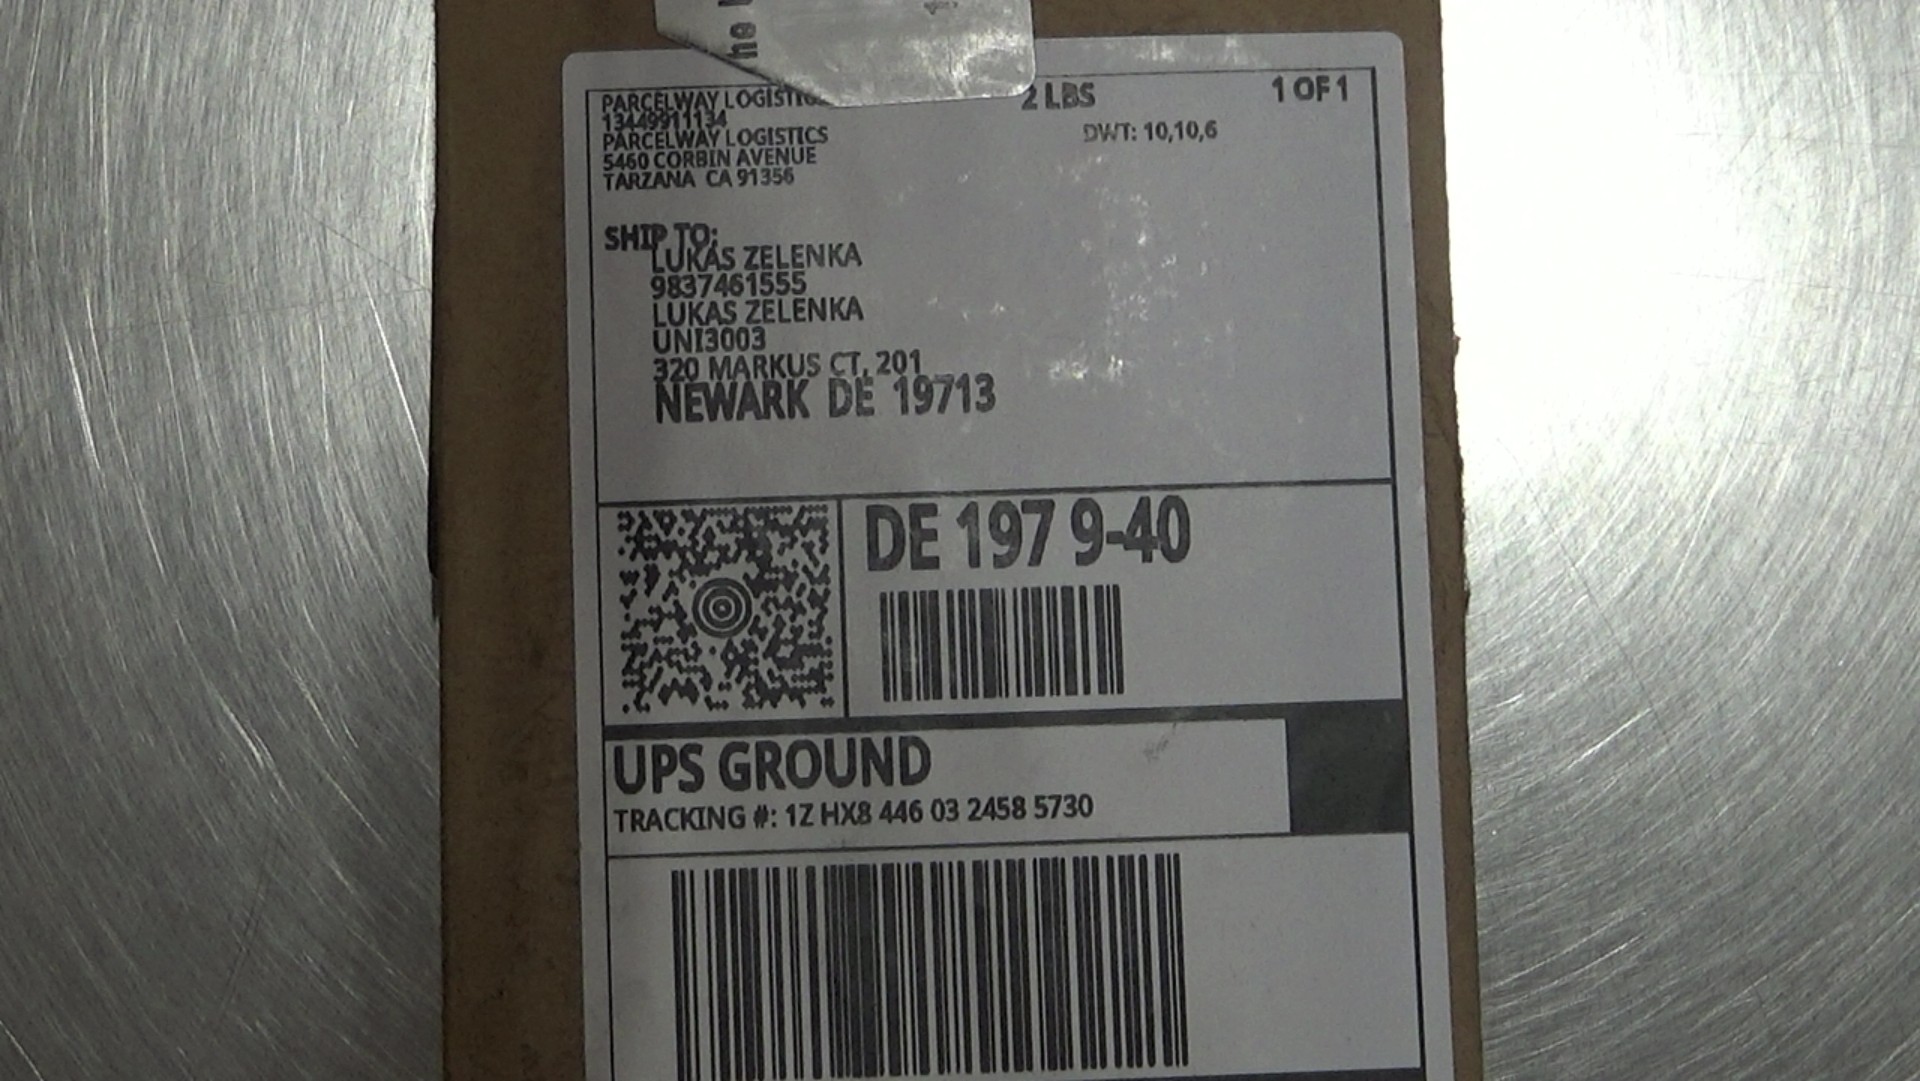 he
PARCELWAY LOGISTICS
2 LBS
1 OF 1
13449911134
PARCELWAY LOGISTICS
DWT: 10,10,6
5460 CORBIN AVENUE
TARZANA CA 91356
SHIP TO:
LUKAS ZELENKA
9837461555
LUKAS ZELENKA
UNI3003
320 MARKUS CT, 201
NEWARK DE 19713
DE 197 9-40
UPS GROUND
TRACKING #: 1Z HX8 446 03 2458 5730